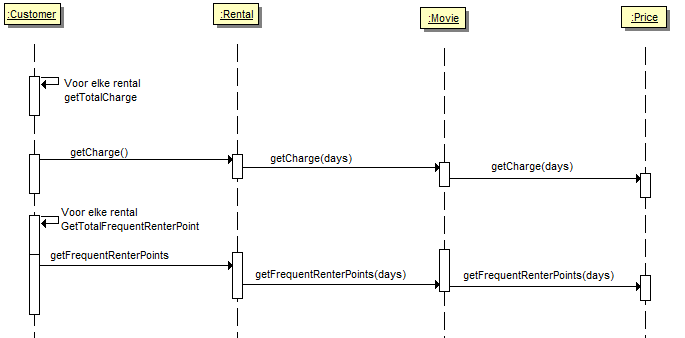 :Customer
:Rental
:Movie
:Price
Voor elke rental
getTotalCharge
getCharge()
getCharge(days)
getCharge(days)
Voor elke rental
GetTotalFrequentRenterPoint
getFrequentRenterPoints
getFrequentRenterPoints(days)
getFrequentRenterPoints(days)